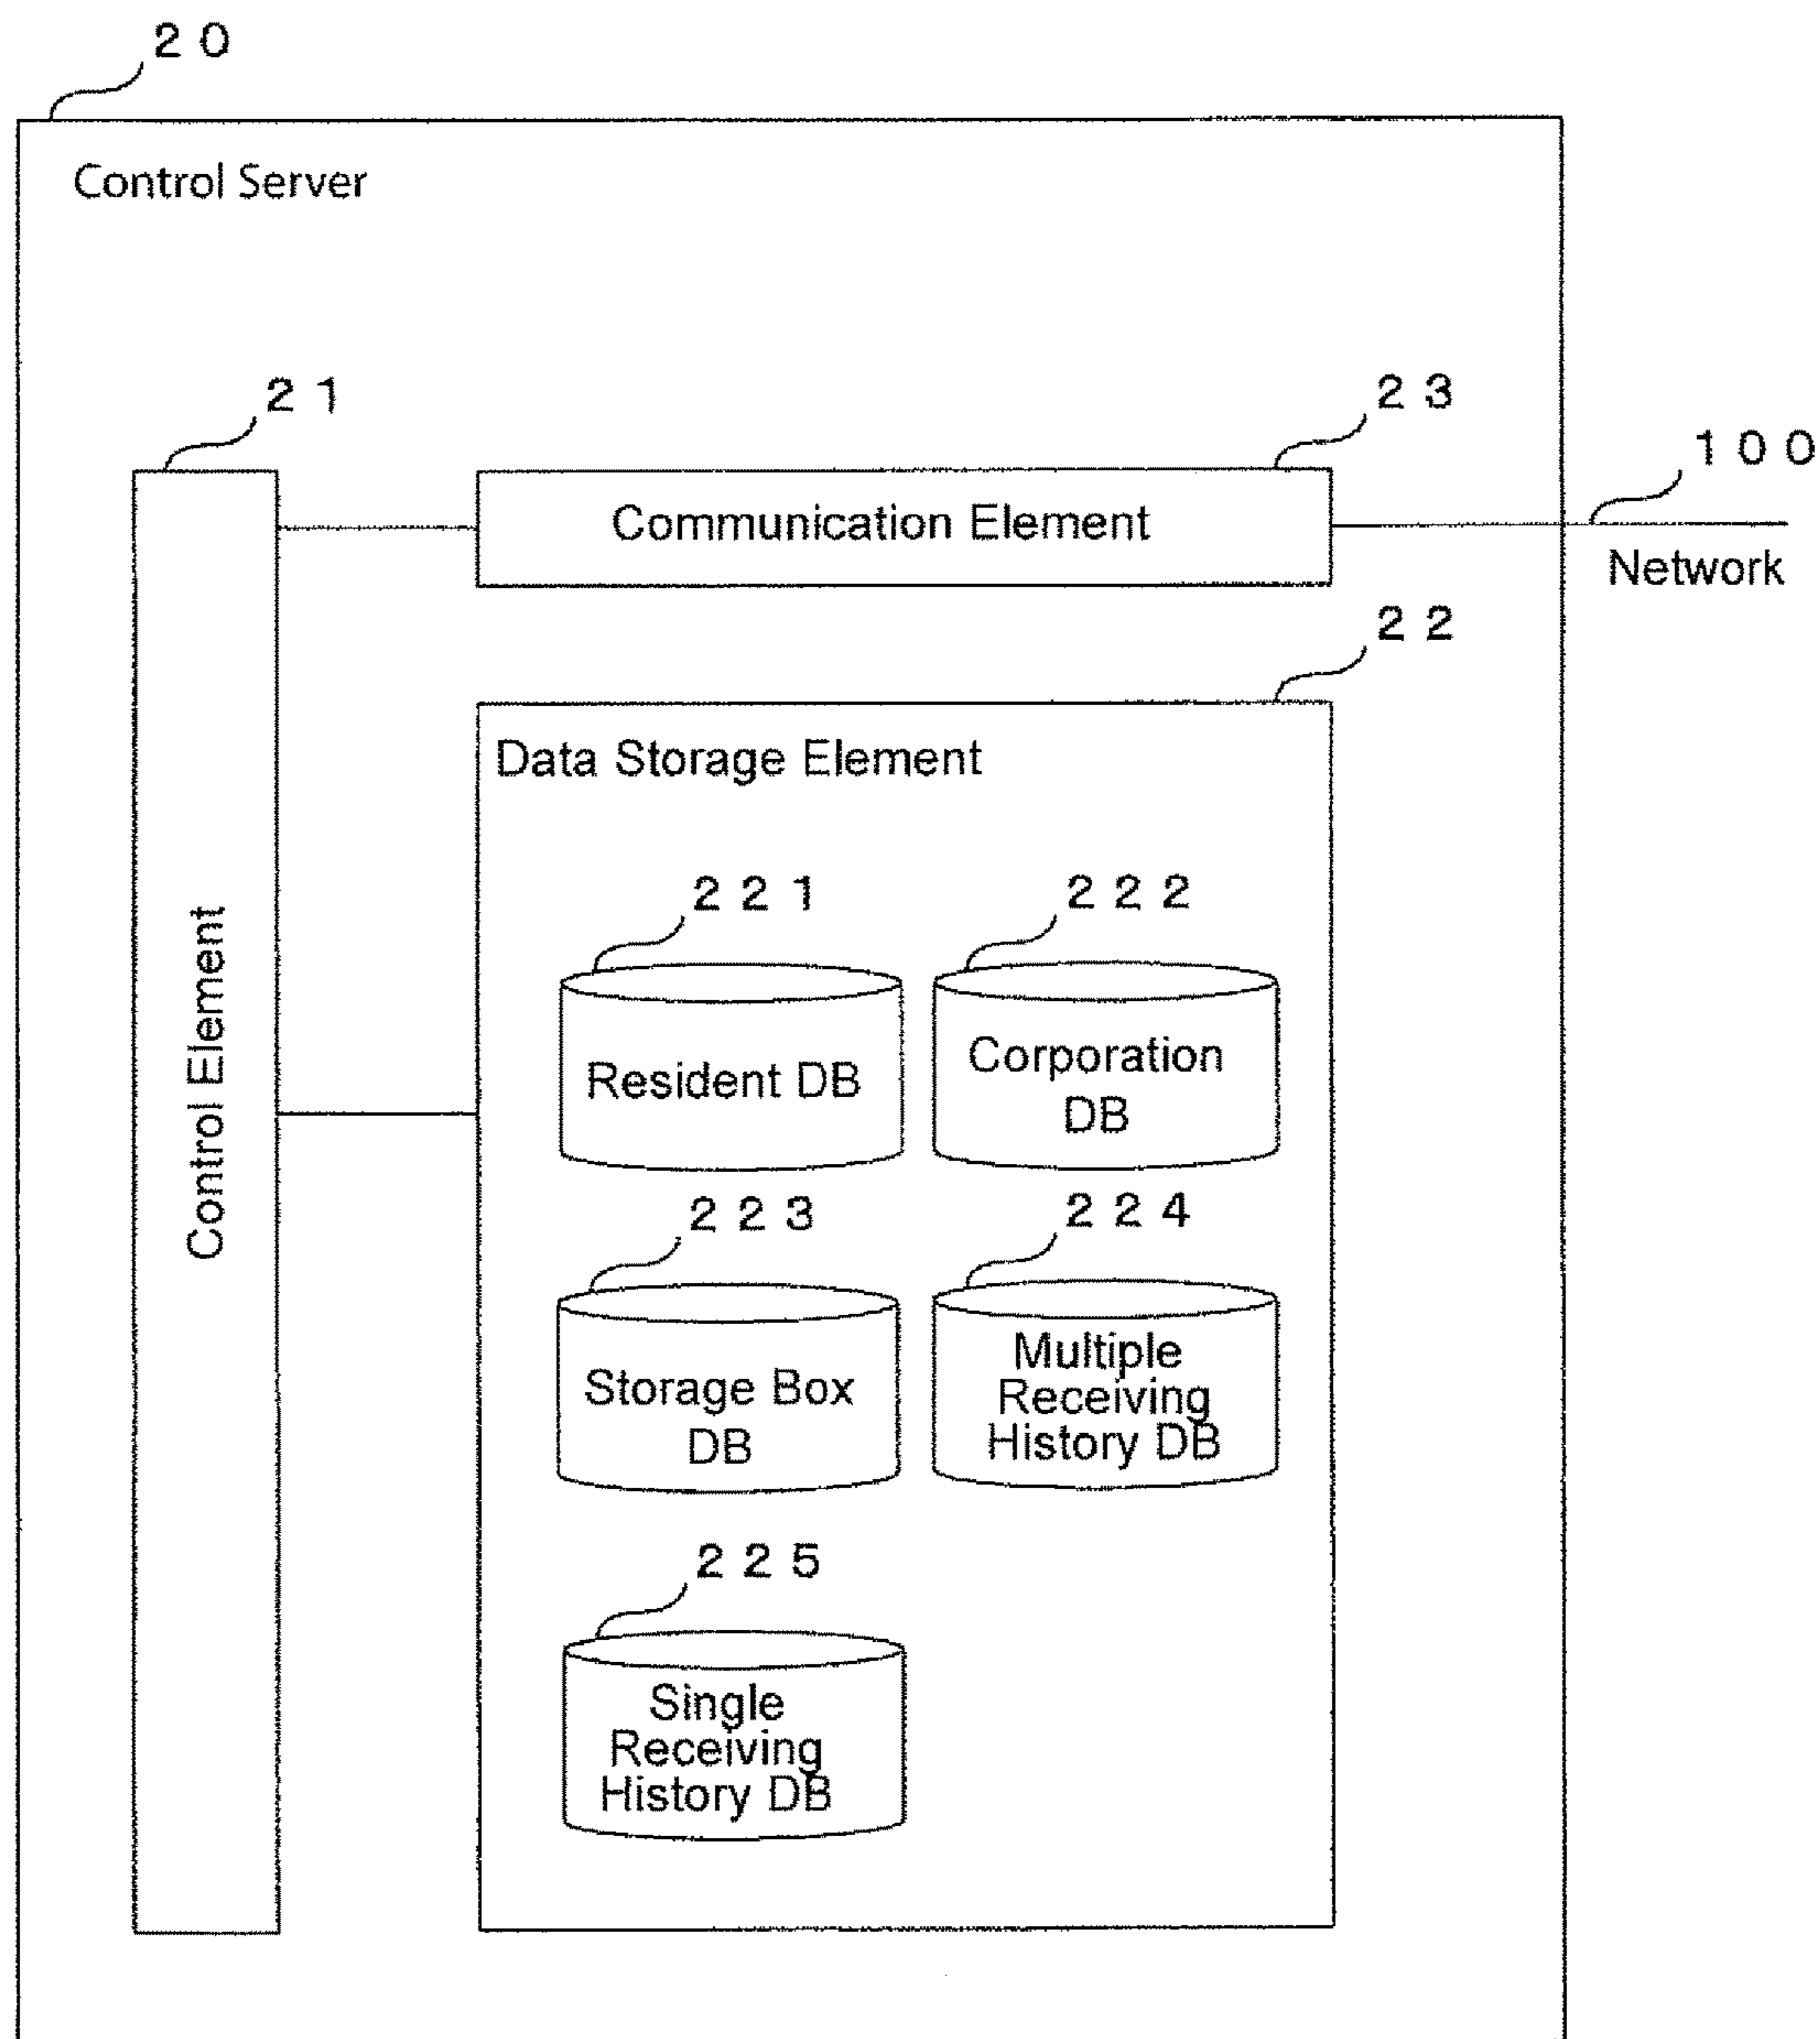 20
Control Server
21
23
100
Communication Element
Network
22
Data Storage Element
Control Element
221
222
Resident DB
Corporation
DB
223
224
Storage Box
DB
Multiple
Receiving
History DB
225
Single
Receiving
History DB